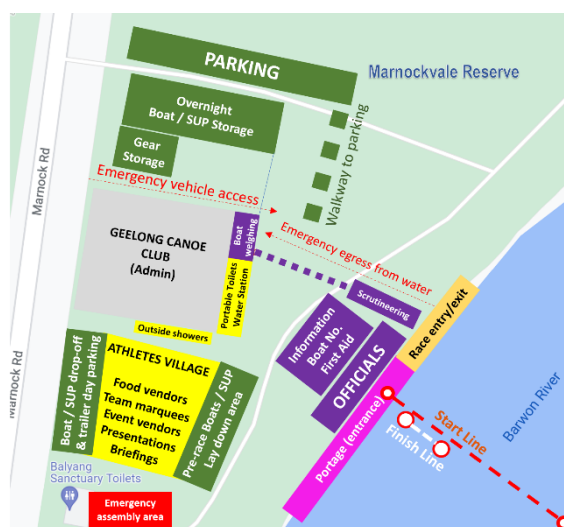 PARKING
Marnockvale Reserve
Overnight
Boat / SUP Storage
Gear
Storage
Walkway to parking
Marnock Rd
Emergency vehicle access
Emergency egress from water
GEELONG CANOE
CLUB
(Admin)
Boat
weighing
Portable Toilets
Water Station
Scrutineering
Race entry/exit
Outside showers
Information
Boat No.
First Aid
OFFICIALS
Portage (entrance)
Start Line
Finish Line
Barwon River
Marnock Rd
Boat / SUP drop-off
& trailer day parking
ATHLETES VILLAGE
Food vendors
Team marquees
Event vendors
Presentations
Briefings
Pre-race Boats / SUP
Lay down area
Balyang
Sanctuary Toilets
Emergency
assembly area